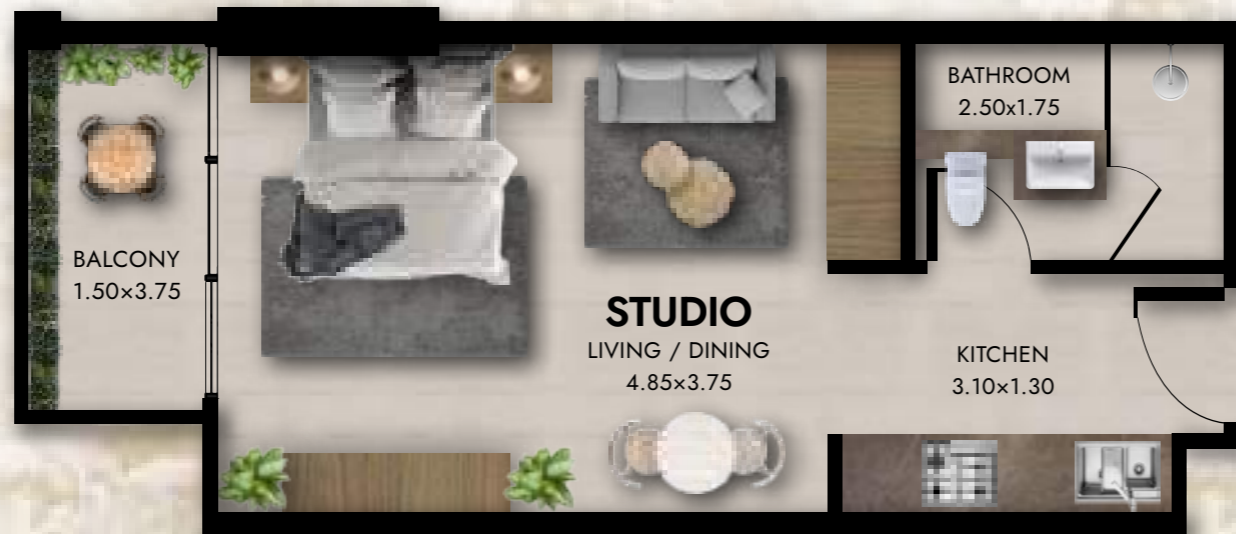 BATHROOM
2.50x1.75
BALCONY
1.50×3.75
STUDIO
LIVING / DINING
4.85×3.75
KITCHEN
3.10×1.30